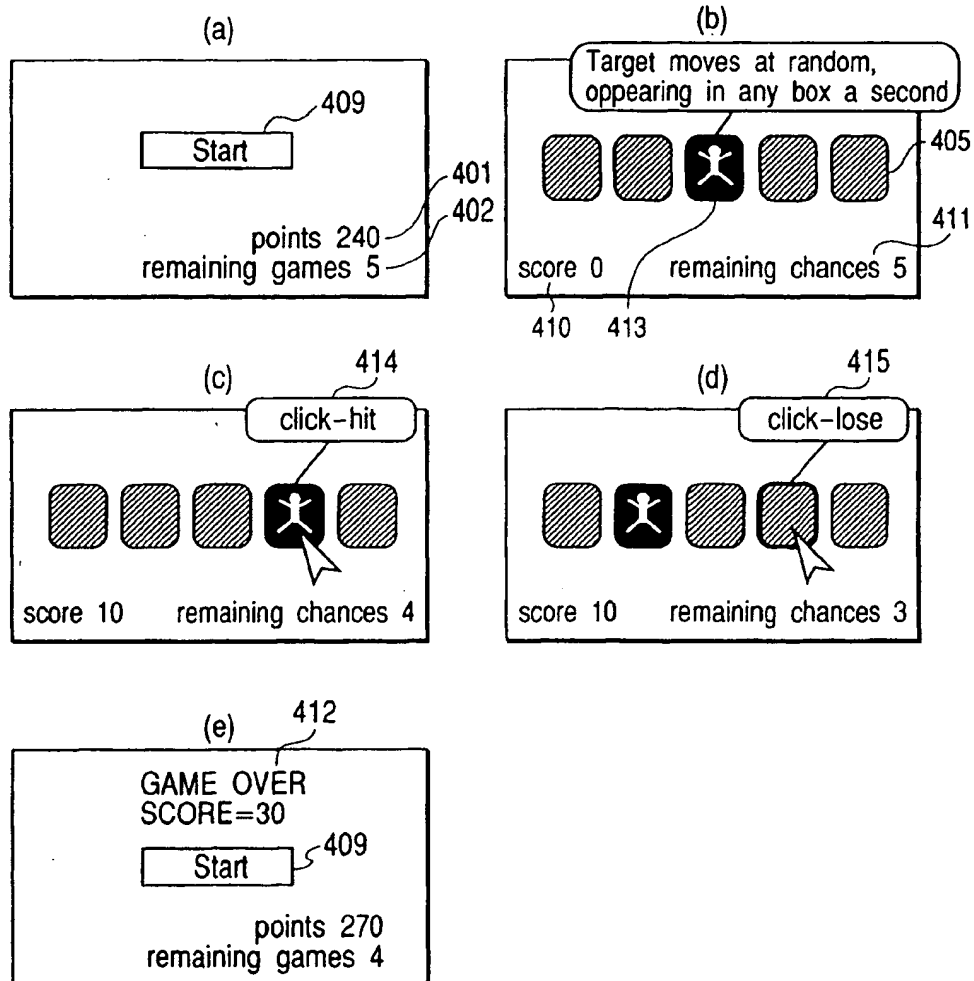 (a)
409
Start
401
402
points 240
remaining games 5
(b)
Target moves at random,
oppearing in any box a second
405
411
score 0 remaining chances 5
410 413
(c)
414
click-hit
score 10 remaining chances 4
(d)
415
click-lose
score 10 remaining chances 3
(e)
412
GAME OVER
SCORE=30
409
Start
points 270
remaining games 4